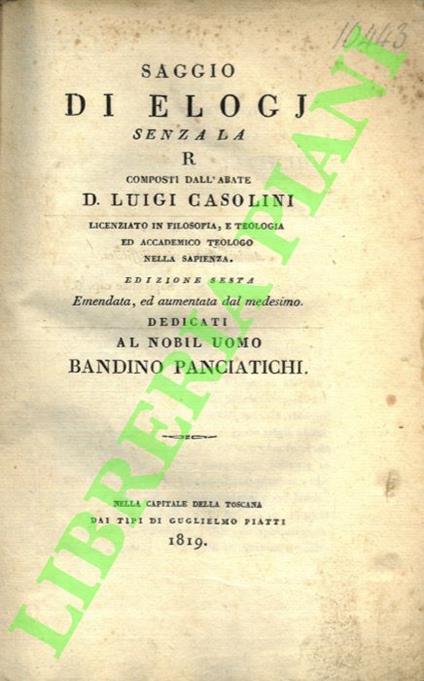 10443
SAGGIO
DI ELOGJ
SENZA LA
R
COMPOSTI DALL'ABATE
D. LUIGI CASOLINI
LICENZIATO IN FILOSOFIA, E TEOLOGIA
ED ACCADEMICO TEOLOGO
NELLA SAPIENZA.
EDIZIONE SESTA
Emendata, ed aumentata dal medesimo.
DEDICATI
AL NOBIL UOMO
BANDINO PANCIATICHI.
NELLA CAPITALE DELLA TOSCANA
DAI TIPI DI GUGLIELMO PIATTI
1819.
LIBRERIA PIANI